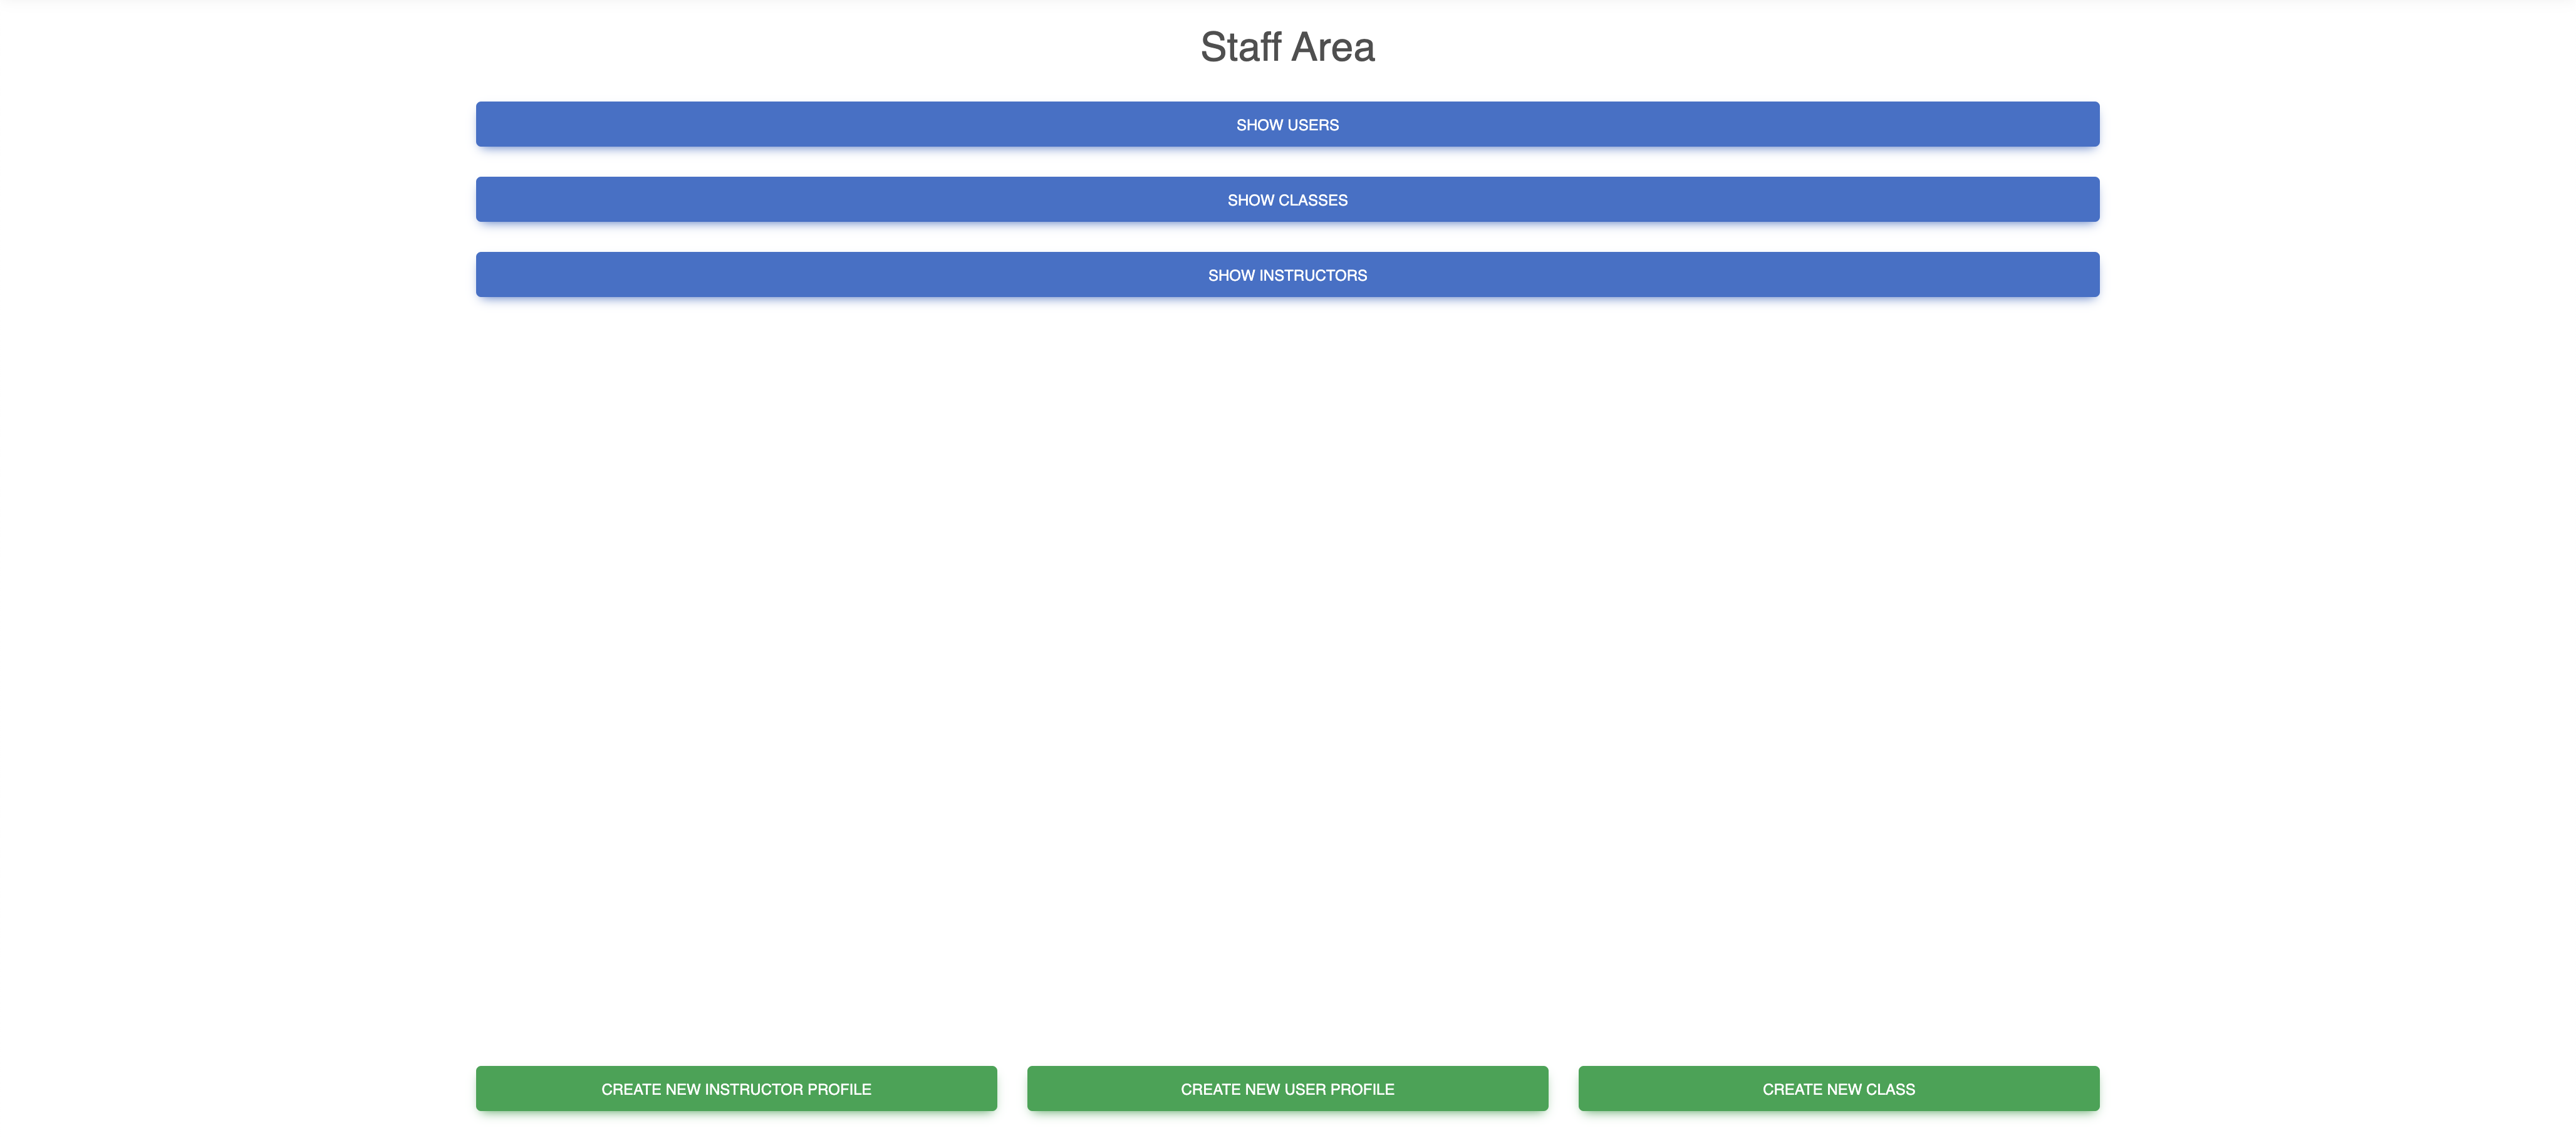 Staff Area
SHOW USERS
SHOW CLASSES
SHOW INSTRUCTORS
CREATE NEW INSTRUCTOR PROFILE
CREATE NEW USER PROFILE
CREATE NEW CLASS